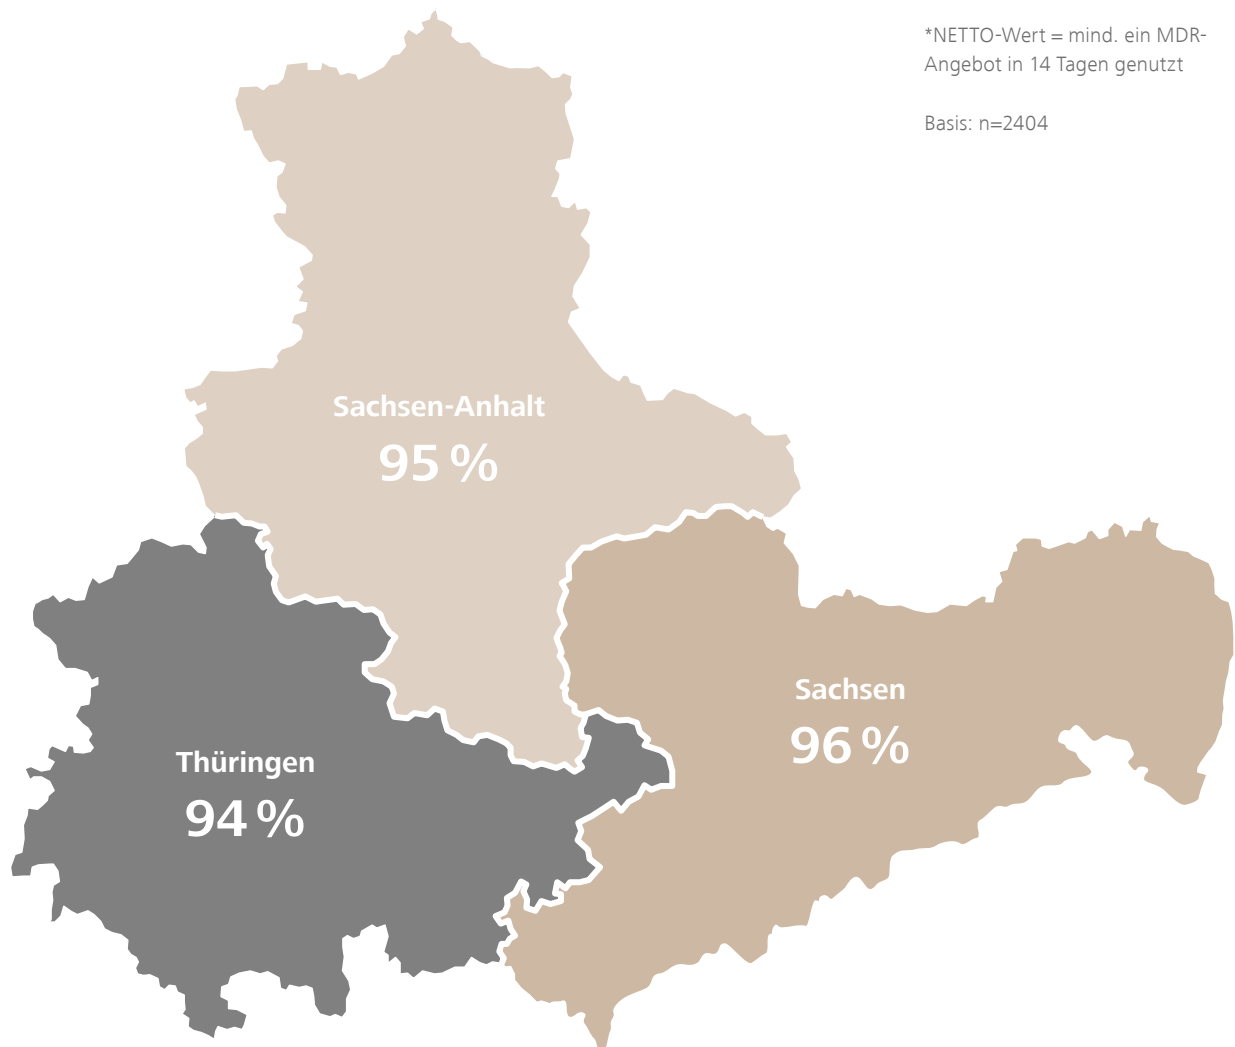 *NETTO-Wert = mind. ein MDR-
Angebot in 14 Tagen genutzt
Basis: n=2404
Sachsen-Anhalt
95 %
Sachsen
96 %
Thüringen
94 %